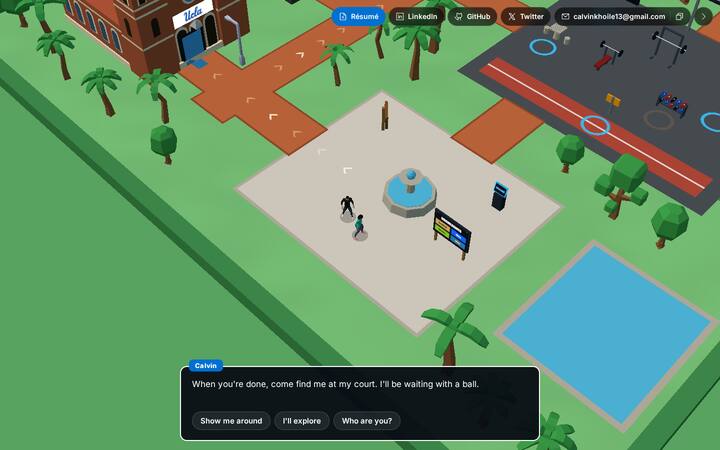 Résumé
LinkedIn
GitHub
Twitter
calvinkhoile13@gmail.com
Ucla
Calvin
When you're done, come find me at my court. I'll be waiting with a ball.
Show me around
I'll explore
Who are you?